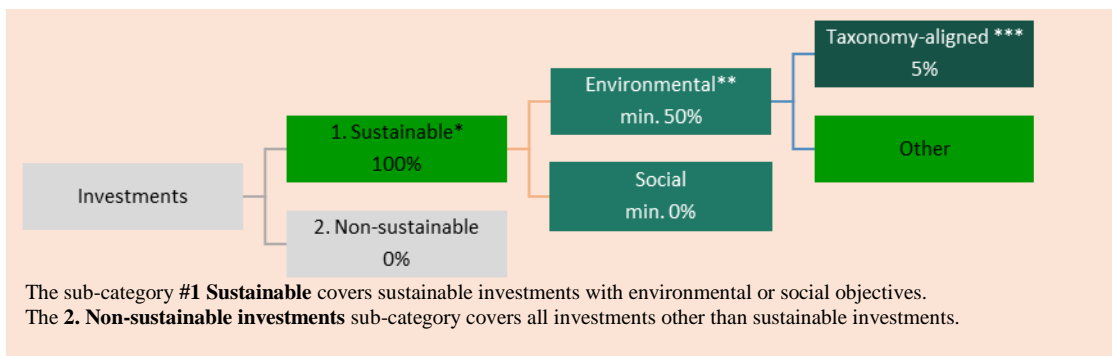 Taxonomy-aligned ***
5%
Environmental**
min. 50%
1. Sustainable*
100%
Other
Investments
Social
min. 0%
2. Non-sustainable
0%
The sub-category #1 Sustainable covers sustainable investments with environmental or social objectives.
The 2. Non-sustainable investments sub-category covers all investments other than sustainable investments.